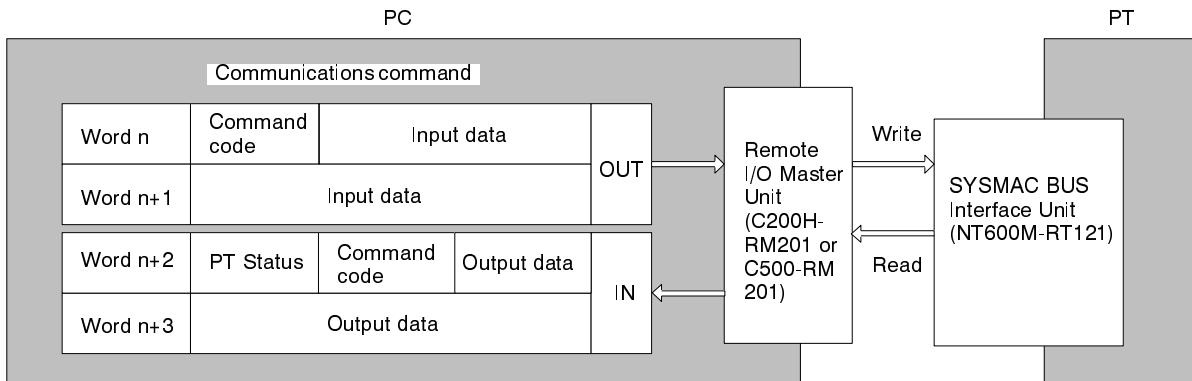 PC
PT
Communications command
Word n
Command
code
Input data
OUT
Word n+1
Input data
Word n+2
PT Status
Command
code
Output data
IN
Word n+3
Output data
Remote
I/O Master
Unit
(C200H-
RM201 or
C500-RM
201)
Write
Read
SYSMAC BUS
Interface Unit
(NT600M-RT121)